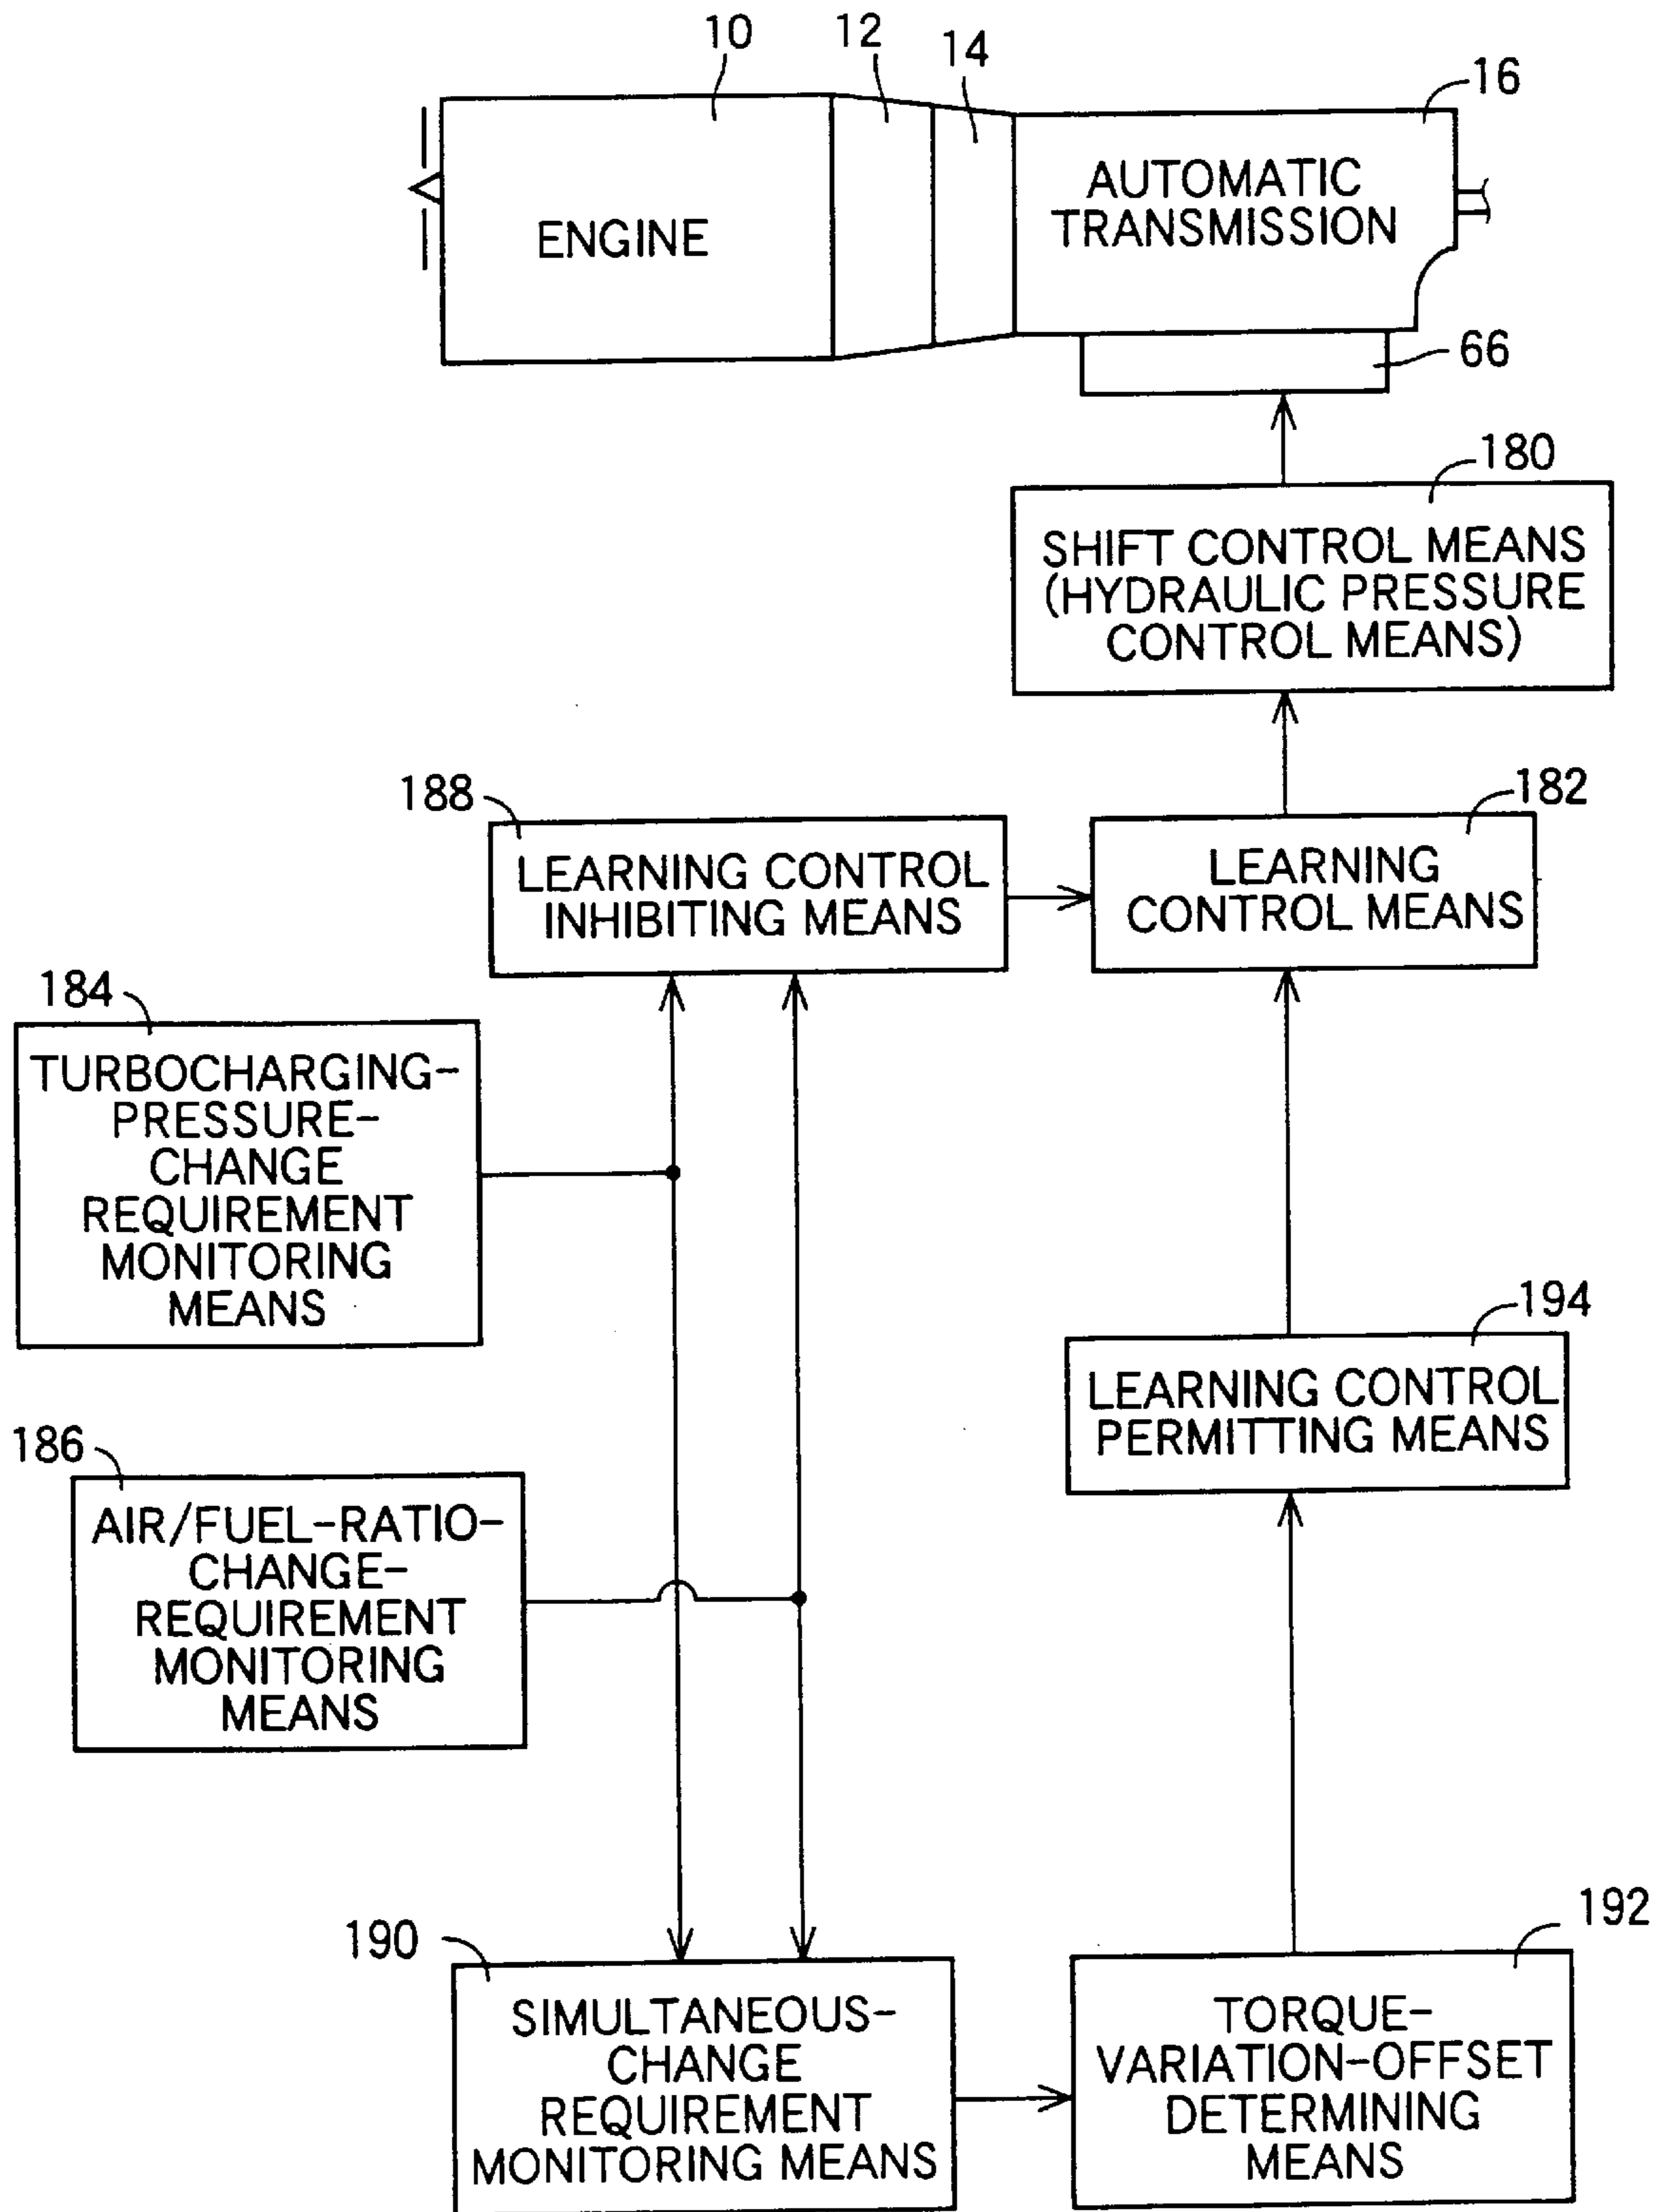 10
12
14
16
ENGINE
AUTOMATIC
TRANSMISSION
66
180
SHIFT CONTROL MEANS
(HYDRAULIC PRESSURE
CONTROL MEANS)
188
LEARNING CONTROL
INHIBITING MEANS
182
LEARNING
CONTROL MEANS
184
TURBOCHARGING-
PRESSURE-
CHANGE
REQUIREMENT
MONITORING
MEANS
194
LEARNING CONTROL
PERMITTING MEANS
186
AIR/FUEL-RATIO-
CHANGE-
REQUIREMENT
MONITORING
MEANS
190
SIMULTANEOUS-
CHANGE
REQUIREMENT
MONITORING MEANS
192
TORQUE-
VARIATION-OFFSET
DETERMINING
MEANS